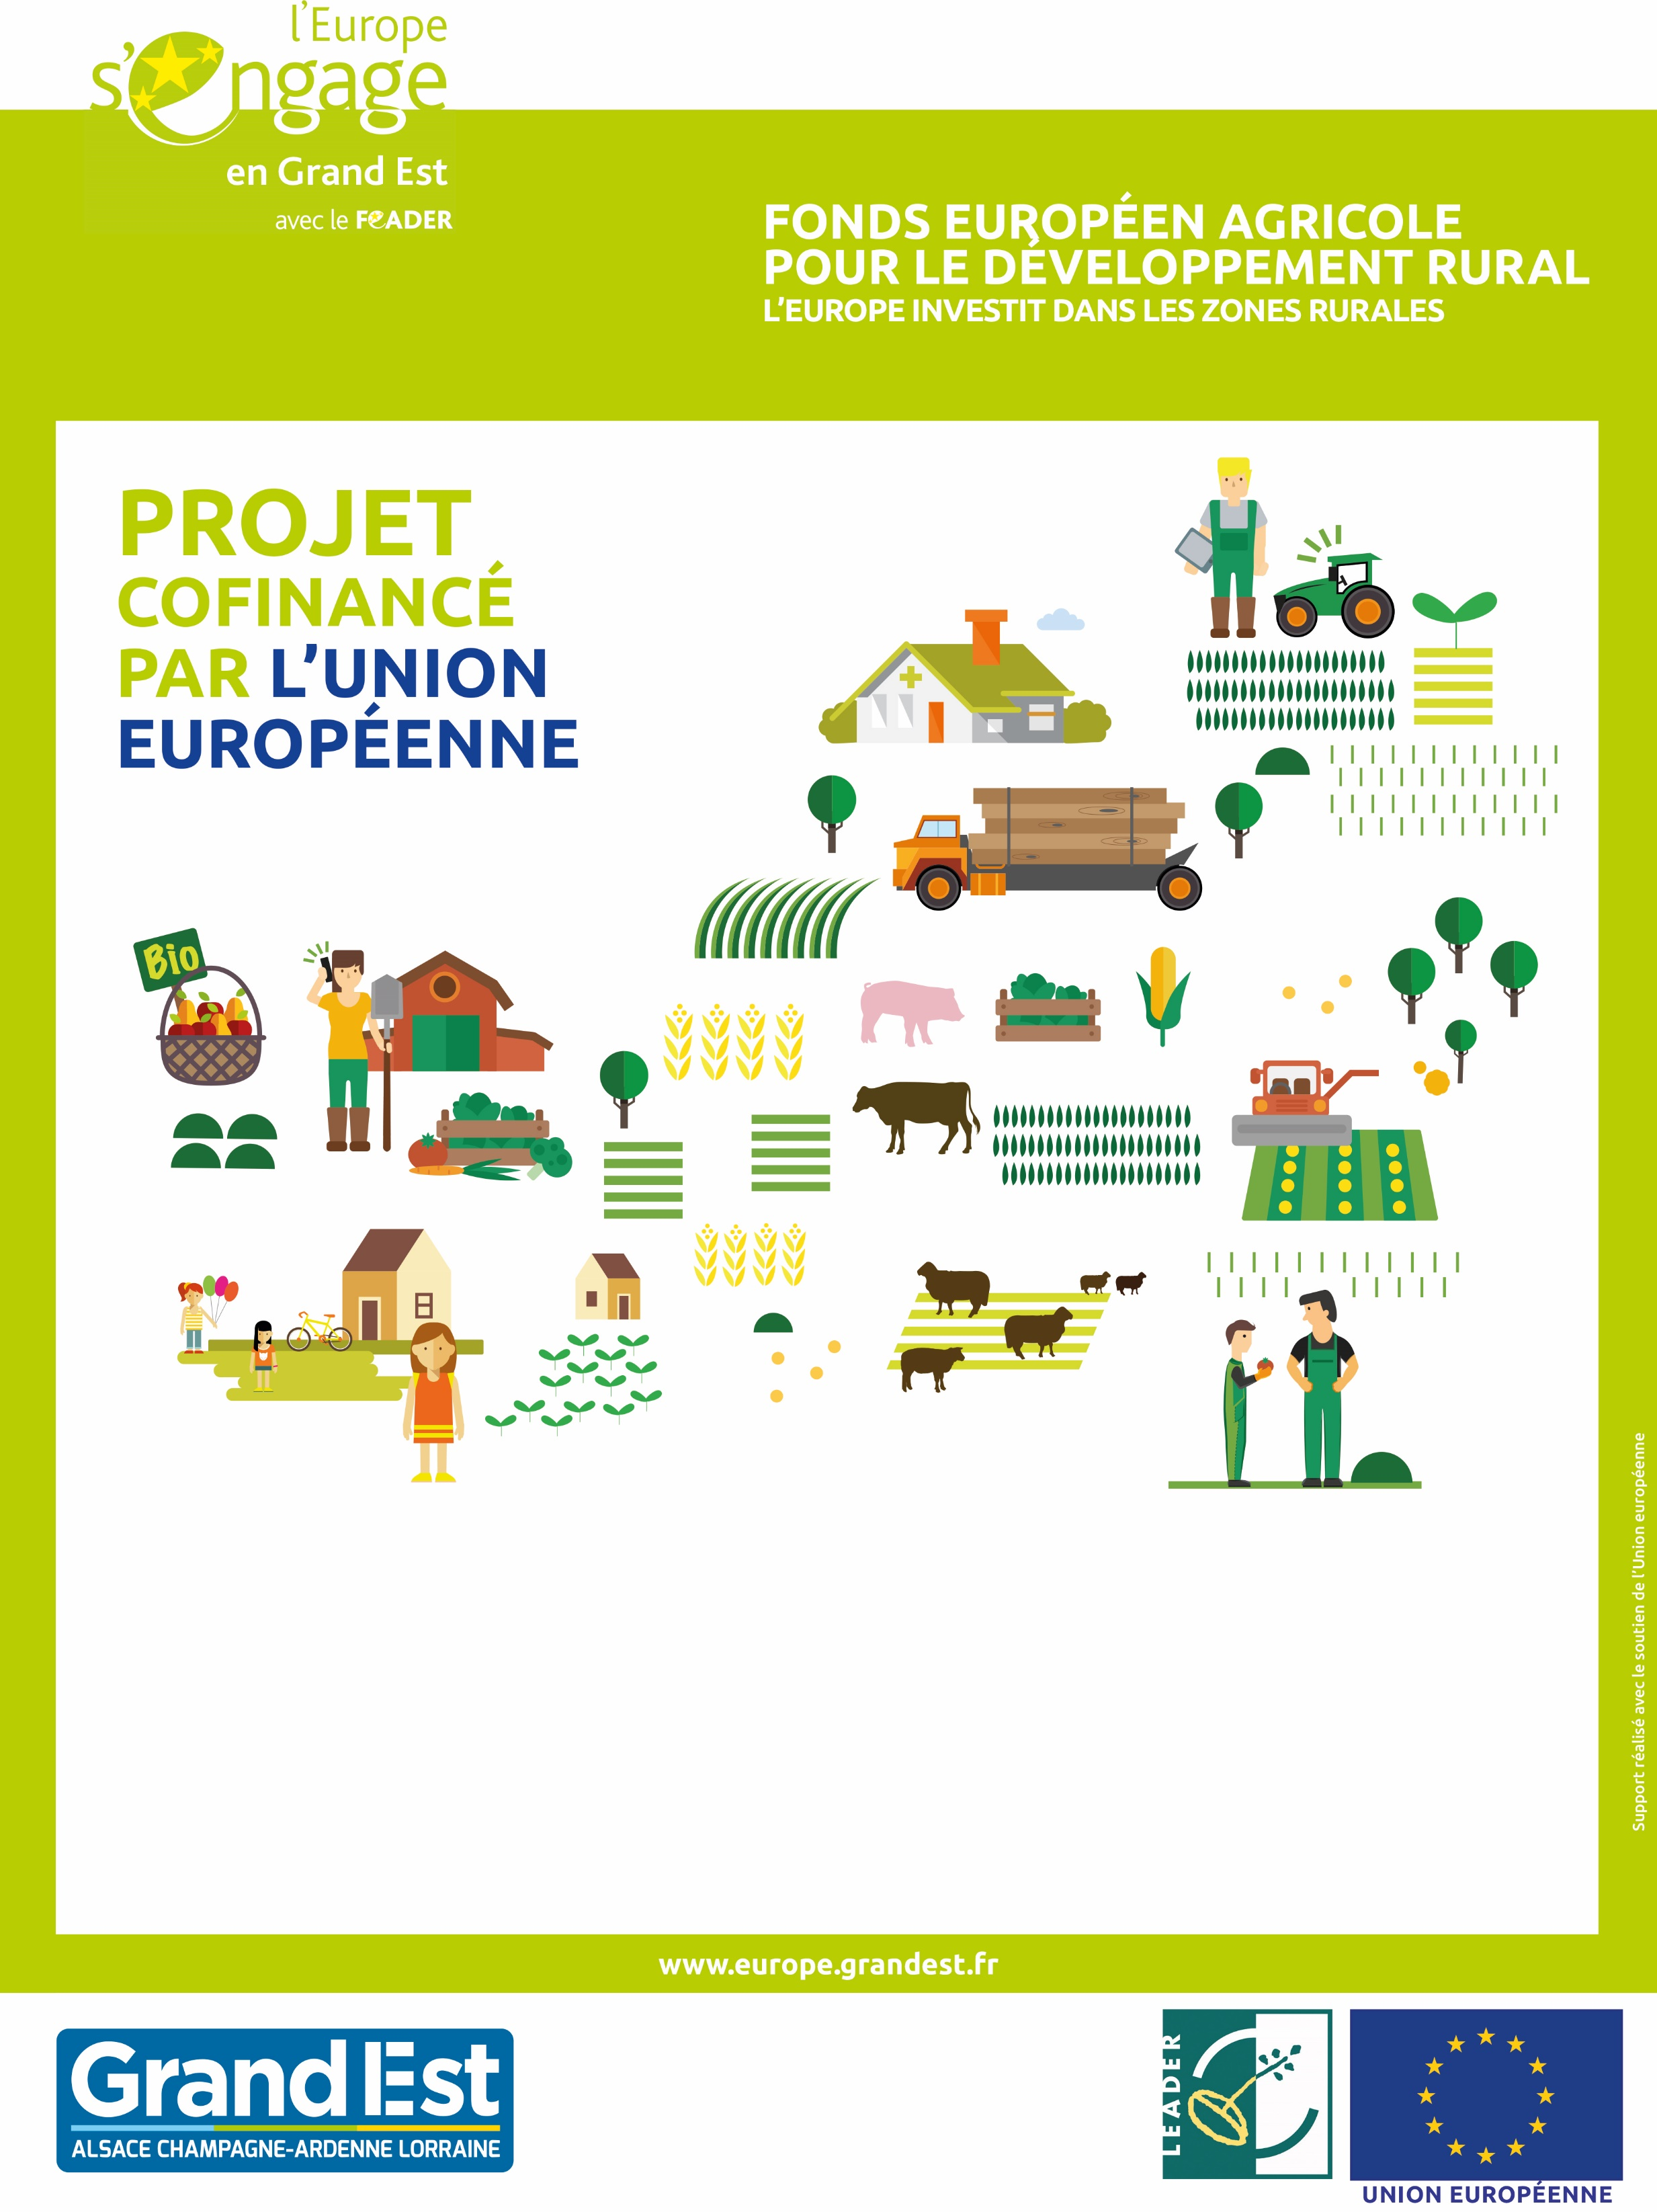 l'Europe
s'engage
en Grand Est
avec le FEADER
FONDS EUROPÉEN AGRICOLE
POUR LE DÉVELOPPEMENT RURAL
L'EUROPE INVESTIT DANS LES ZONES RURALES
PROJET
COFINANCÉ
PAR L'UNION
EUROPÉENNE
Bio
Support réalisé avec le soutien de l'Union européenne
www.europe.grandest.fr
Grand Est
ALSACE CHAMPAGNE-ARDENNE LORRAINE
LEADER
UNION EUROPÉENNE